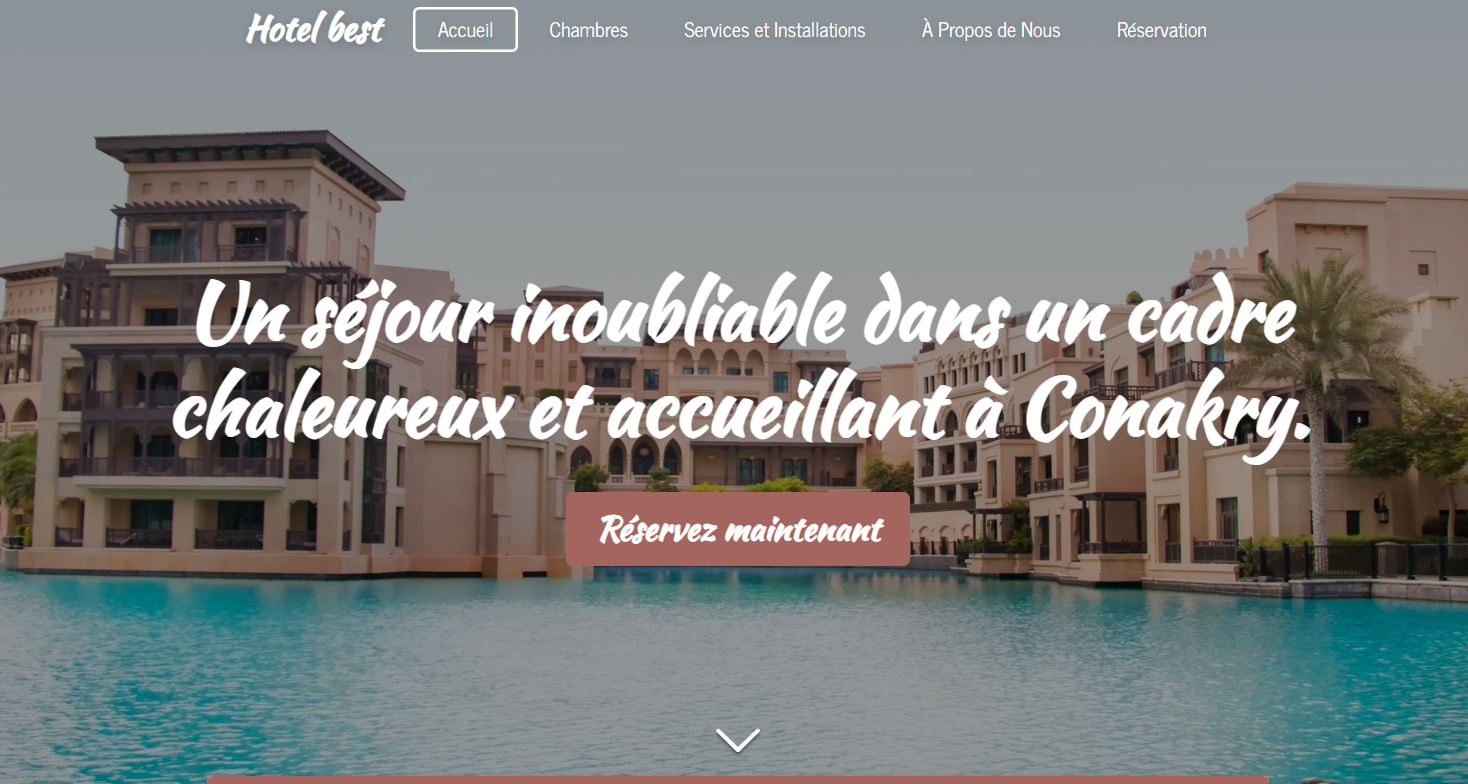 Hotel best
Accueil
Chambres
Services et Installations
À Propos de Nous
Réservation
Un séjour inoubliable dans un cadre
chaleureux et accueillant à Conakry.
Réservez maintenant